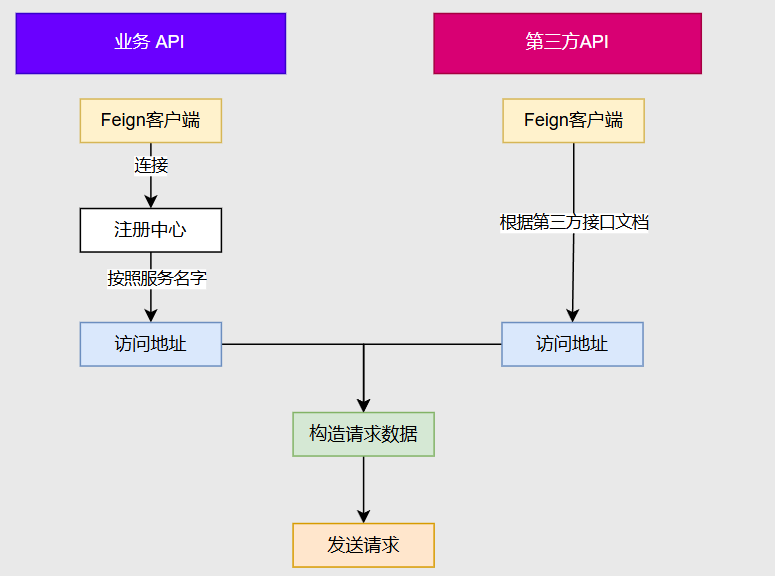 业务 API
第三方API
Feign客户端
Feign客户端
连接
注册中心
根据第三方接口文档
按照服务名字
访问地址
访问地址
构造请求数据
发送请求